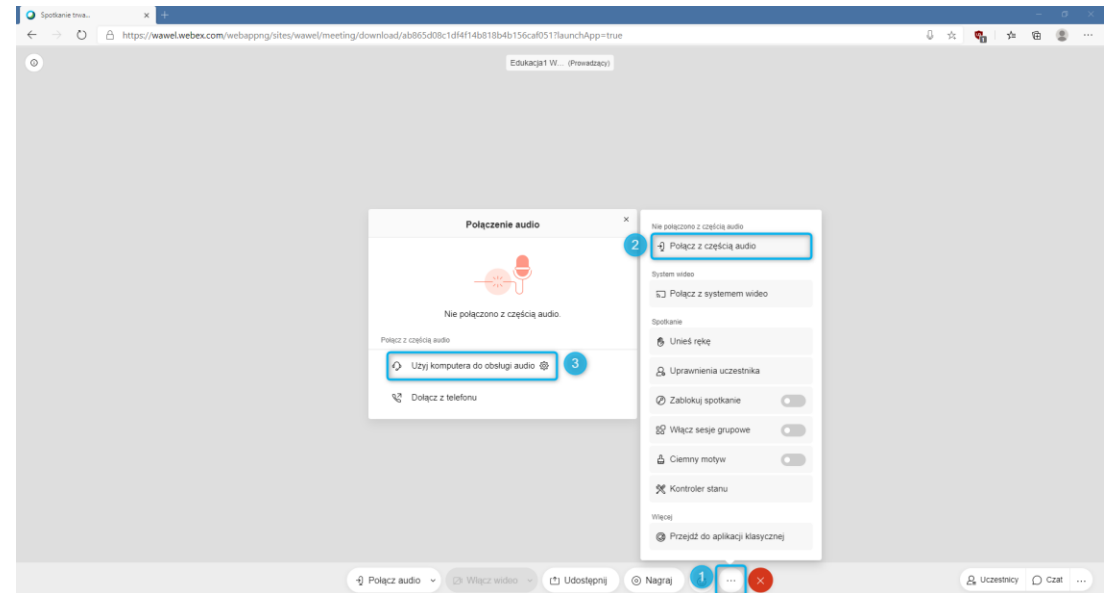 Spotkanie trwa...
https://wawel.webex.com/webappng/sites/wawel/meeting/download/ab865d08c1df4f14b818b4b156caf051?launchApp=true
Edukacja1 W... (Prowadzący)
Połączenie audio
Nie połączono z częścią audio.
Połącz z częścią audio
Użyj komputera do obsługi audio
3
Dołącz z telefonu
Nie połączono z częścią audio
2
Połącz z częścią audio
System wideo
Połącz z systemem wideo
Spotkanie
Unieś rękę
Uprawnienia uczestnika
Zablokuj spotkanie
Włącz sesje grupowe
Ciemny motyw
Kontroler stanu
Więcej
Przejdź do aplikacji klasycznej
Połącz audio
Włącz wideo
Udostępnij
Nagraj
1
Uczestnicy
Czat